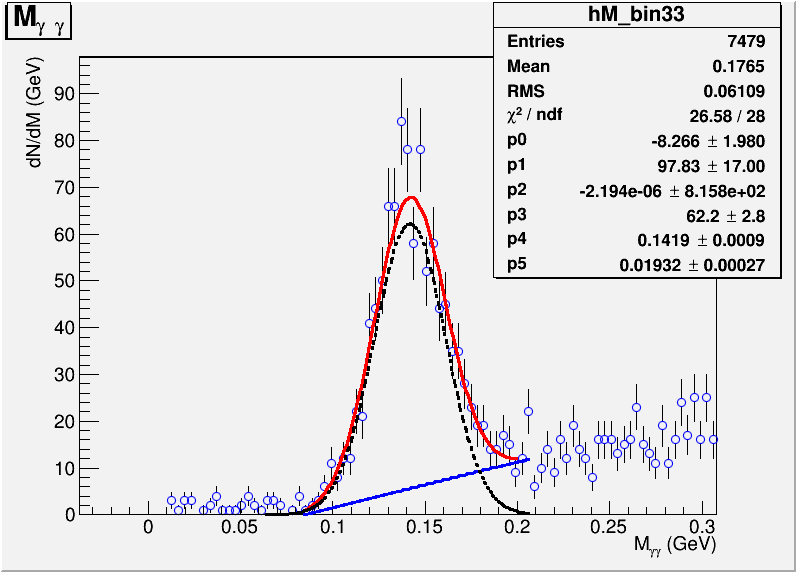 Mγ γ
hM_bin33
Entries 7479
Mean 0.1765
RMS 0.06109
χ² / ndf 26.58 / 28
p0 -8.266 ± 1.980
p1 97.83 ± 17.00
p2 -2.194e-06 ± 8.158e+02
p3 62.2 ± 2.8
p4 0.1419 ± 0.0009
p5 0.01932 ± 0.00027
dN/dM (GeV)
90
80
70
60
50
40
30
20
10
0
0 0.05 0.1 0.15 0.2 0.25 0.3
Mγγ (GeV)